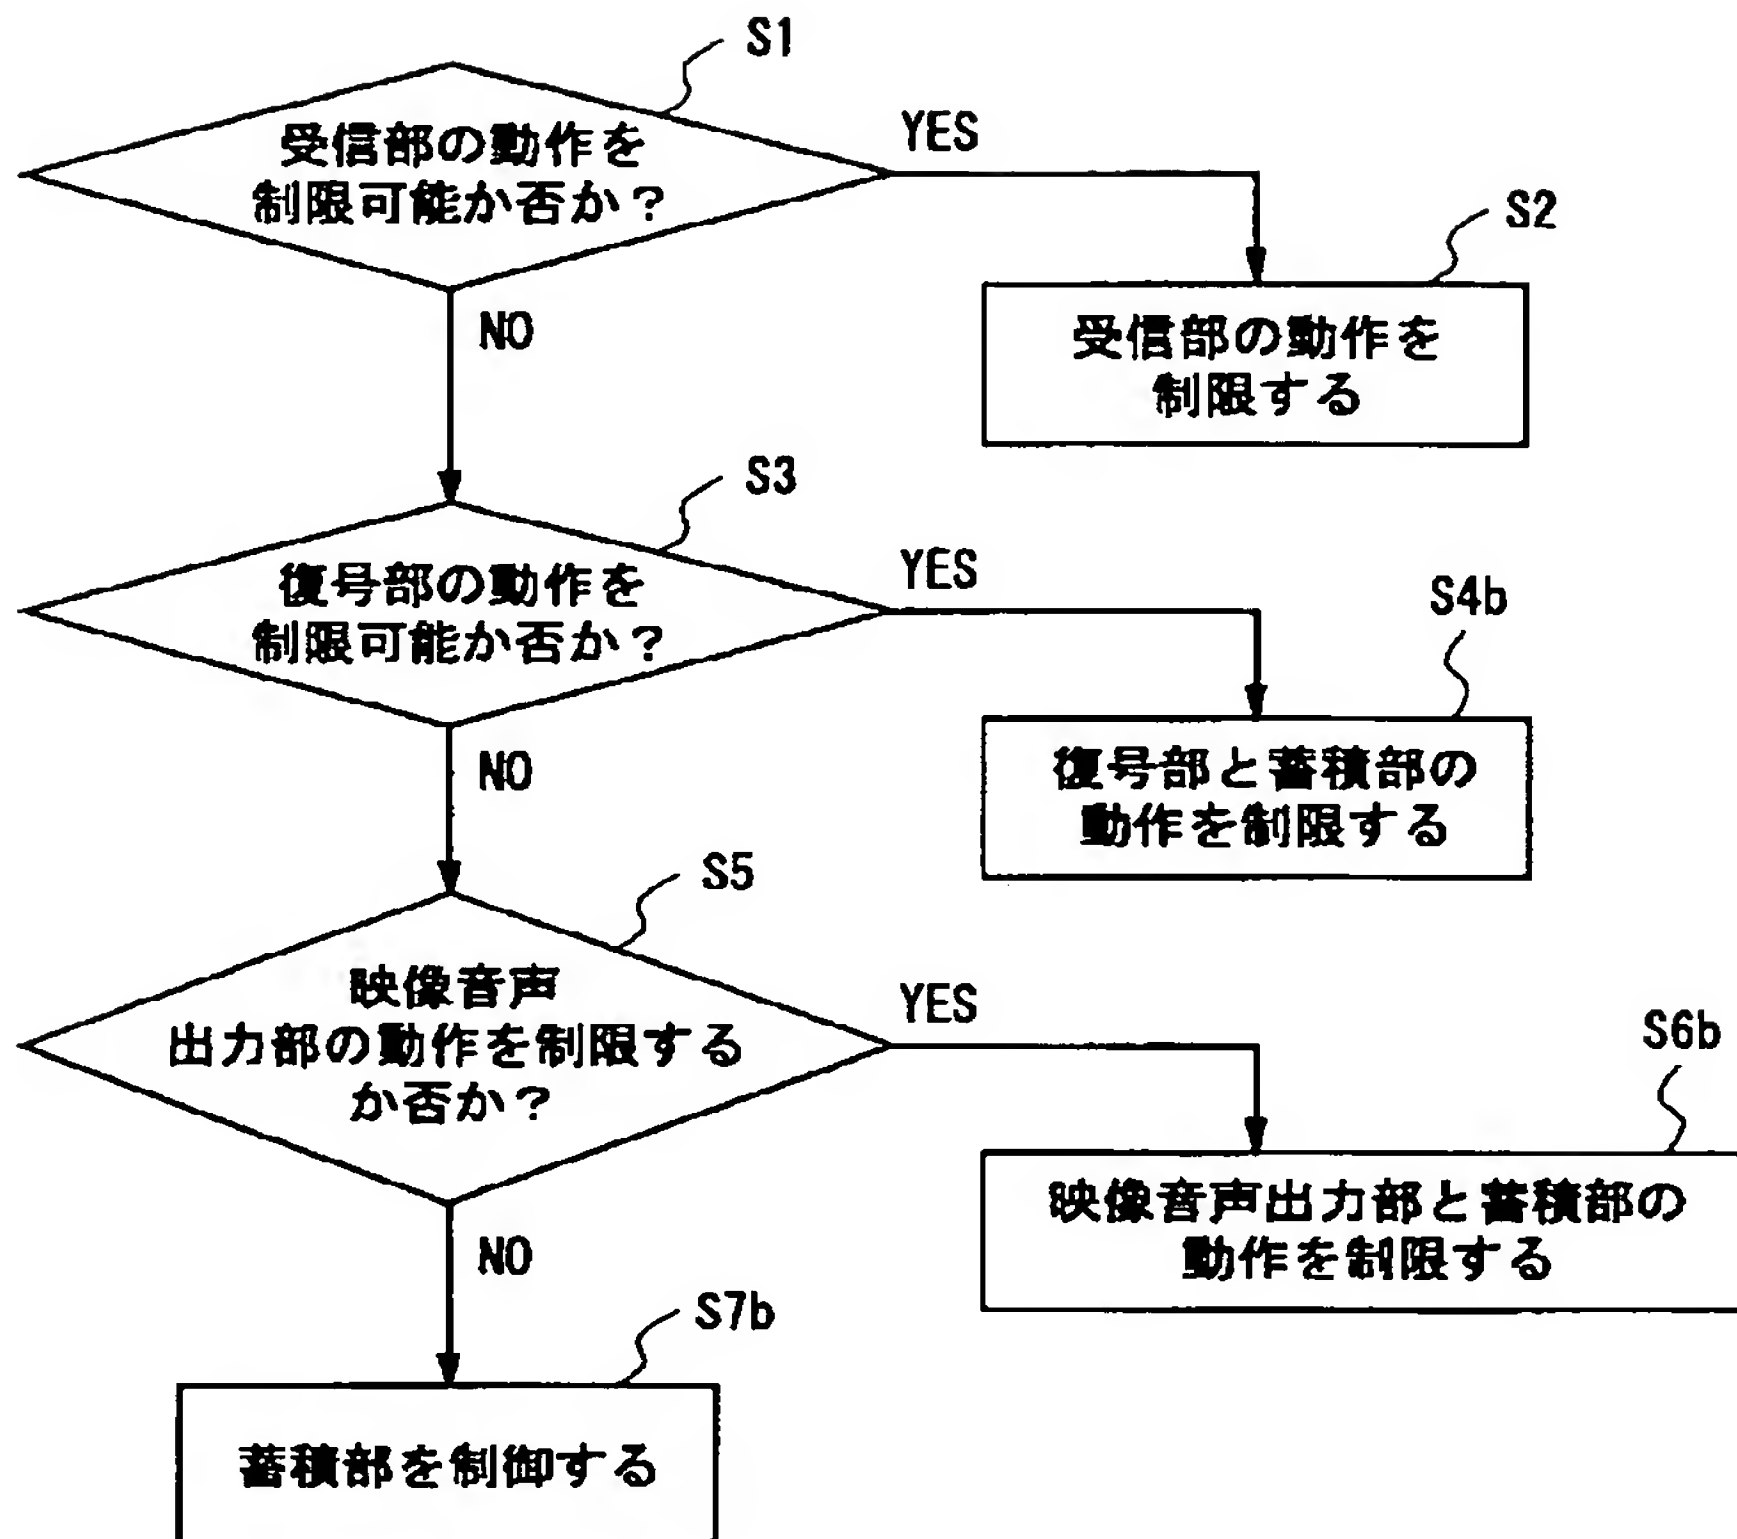 S1
受信部の動作を
制限可能か否か？
YES
S2
NO
受信部の動作を
制限する
S3
復号部の動作を
制限可能か否か？
YES
S4b
NO
復号部と蓄積部の
動作を制限する
S5
映像音声
出力部の動作を制限する
か否か？
YES
S6b
NO
映像音声出力部と蓄積部の
動作を制限する
S7b
蓄積部を制御する